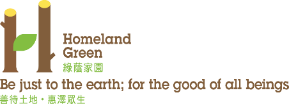 Homeland
Green
綠蔭家園
Be just to the earth; for the good of all beings
善待土地·惠澤眾生